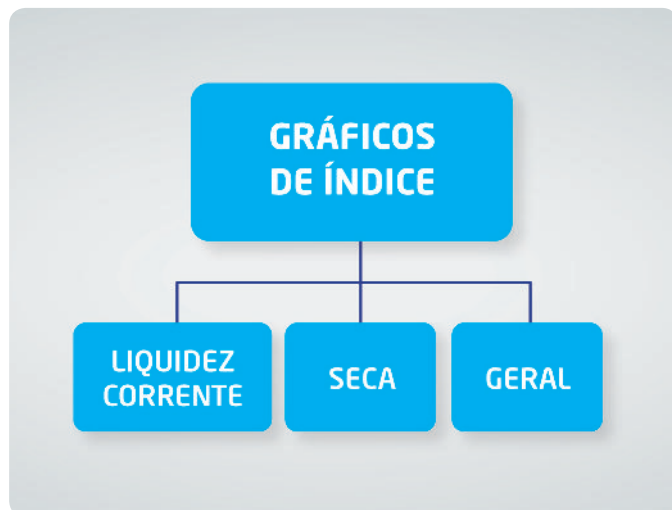 GRÁFICOS
DE ÍNDICE
LIQUIDEZ
CORRENTE
SECA
GERAL